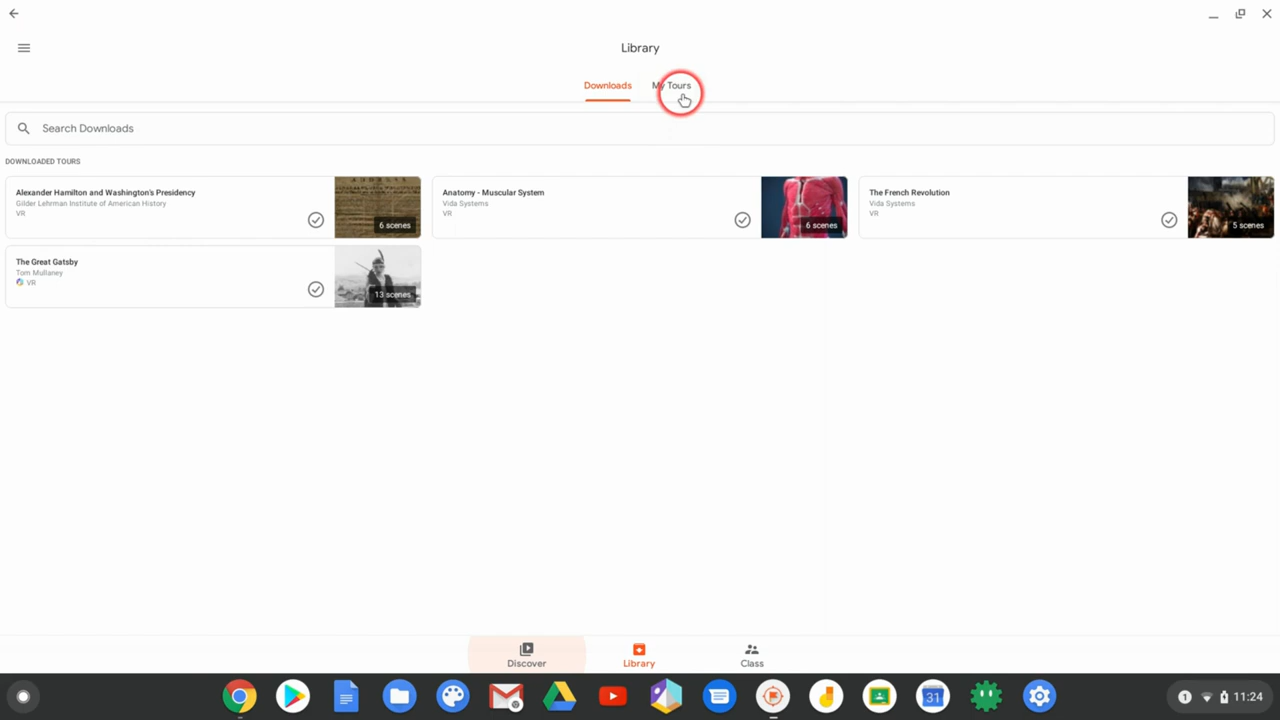 Library
Downloads My Tours
Search Downloads
DOWNLOADED TOURS
Alexander Hamilton and Washington's Presidency
Gilder Lehrman Institute of American History
VR
6 scenes
Anatomy - Muscular System
Vida Systems
VR
6 scenes
The French Revolution
Vida Systems
VR
5 scenes
The Great Gatsby
Tom Mullaney
VR
13 scenes
Discover Library Class
31
1 11:24